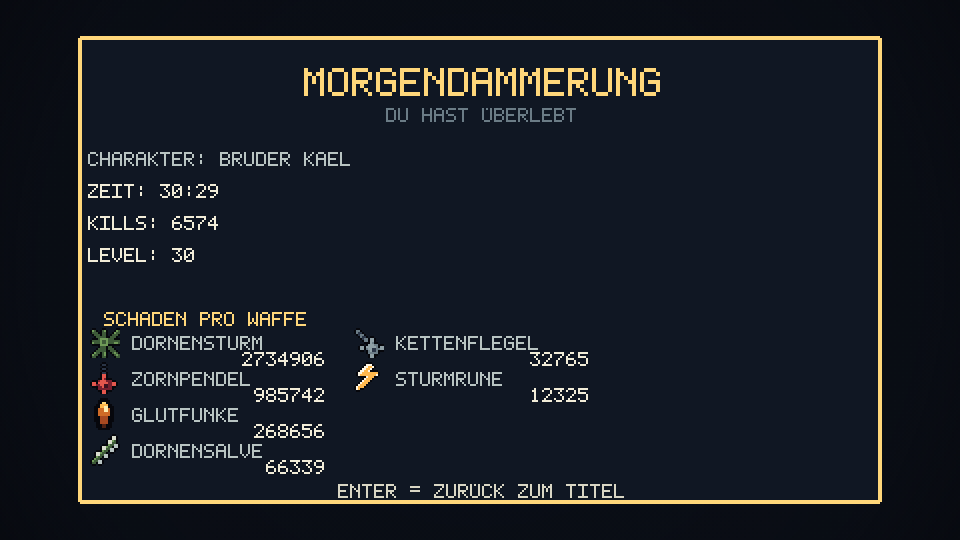 MORGENDAMMERUNG
DU HAST ÜBERLEBT
CHARAKTER: BRUDER KAEL
ZEIT: 30:29
KILLS: 6574
LEVEL: 30
SCHADEN PRO WAFFE
DORNENSTURM
2734906
ZORNPENDEL
985742
GLUTFUNKE
268656
DORNENSALVE
66339
KETTENFLEGEL
32765
STURMRUNE
12325
ENTER = ZURÜCK ZUM TITEL